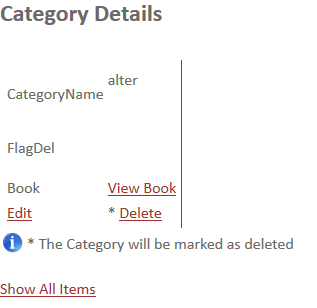 Category Details
alter
CategoryName
FlagDel
Book View Book
Edit * Delete
* The Category will be marked as deleted
Show All Items